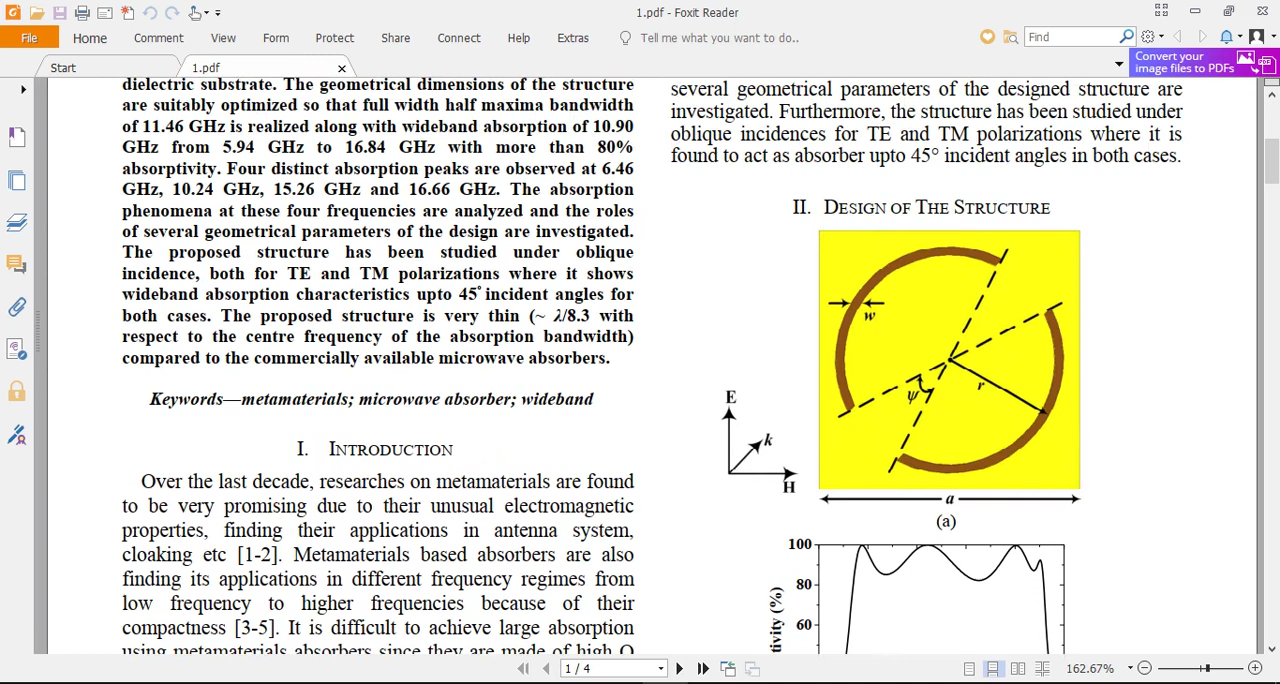 1.pdf - Foxit Reader
File
Home
Comment
View
Form
Protect
Share
Connect
Help
Extras
Tell me what you want to do..
Find
Start
1.pdf
Convert your
image files to PDFs
dielectric substrate. The geometrical dimensions of the structure
are suitably optimized so that full width half maxima bandwidth
of 11.46 GHz is realized along with wideband absorption of 10.90
GHz from 5.94 GHz to 16.84 GHz with more than 80%
absorptivity. Four distinct absorption peaks are observed at 6.46
GHz, 10.24 GHz, 15.26 GHz and 16.66 GHz. The absorption
phenomena at these four frequencies are analyzed and the roles
of several geometrical parameters of the design are investigated.
The proposed structure has been studied under oblique
incidence, both for TE and TM polarizations where it shows
wideband absorption characteristics upto 45° incident angles for
both cases. The proposed structure is very thin (~ λ/8.3 with
respect to the centre frequency of the absorption bandwidth)
compared to the commercially available microwave absorbers.
Keywords—metamaterials; microwave absorber; wideband
I. INTRODUCTION
Over the last decade, researches on metamaterials are found
to be very promising due to their unusual electromagnetic
properties, finding their applications in antenna system,
cloaking etc [1-2]. Metamaterials based absorbers are also
finding its applications in different frequency regimes from
low frequency to higher frequencies because of their
compactness [3-5]. It is difficult to achieve large absorption
using metamaterials absorbers since they are made of high Q
several geometrical parameters of the designed structure are
investigated. Furthermore, the structure has been studied under
oblique incidences for TE and TM polarizations where it is
found to act as absorber upto 45° incident angles in both cases.
II. DESIGN OF THE STRUCTURE
w
r
ψ
E
k
H
a
(a)
100
80
60
tivity (%)
1 / 4
162.67%